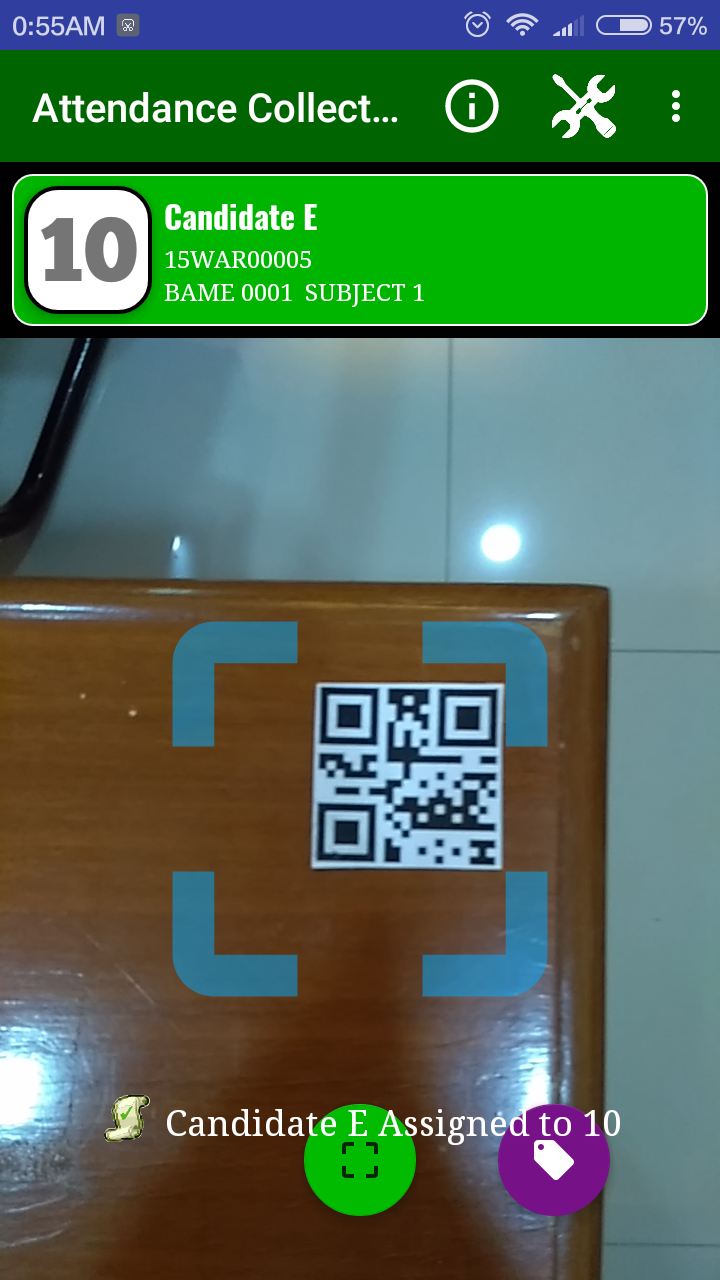 0:55AM
57%
Attendance Collect...
10
Candidate E
15WAR00005
BAME 0001 SUBJECT 1
Candidate E Assigned to 10